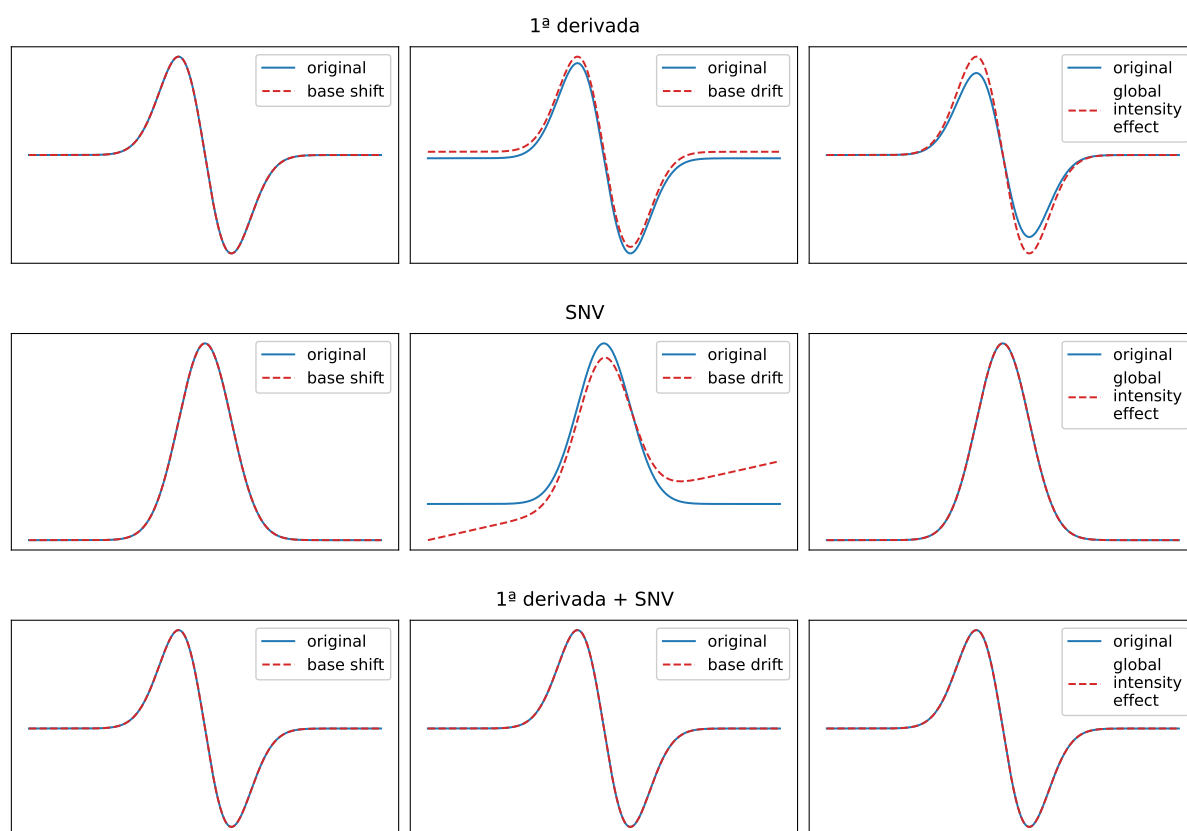 1ª derivada
original
base shift
original
base drift
original
global
intensity
effect
SNV
original
base shift
original
base drift
original
global
intensity
effect
1ª derivada + SNV
original
base shift
original
base drift
original
global
intensity
effect